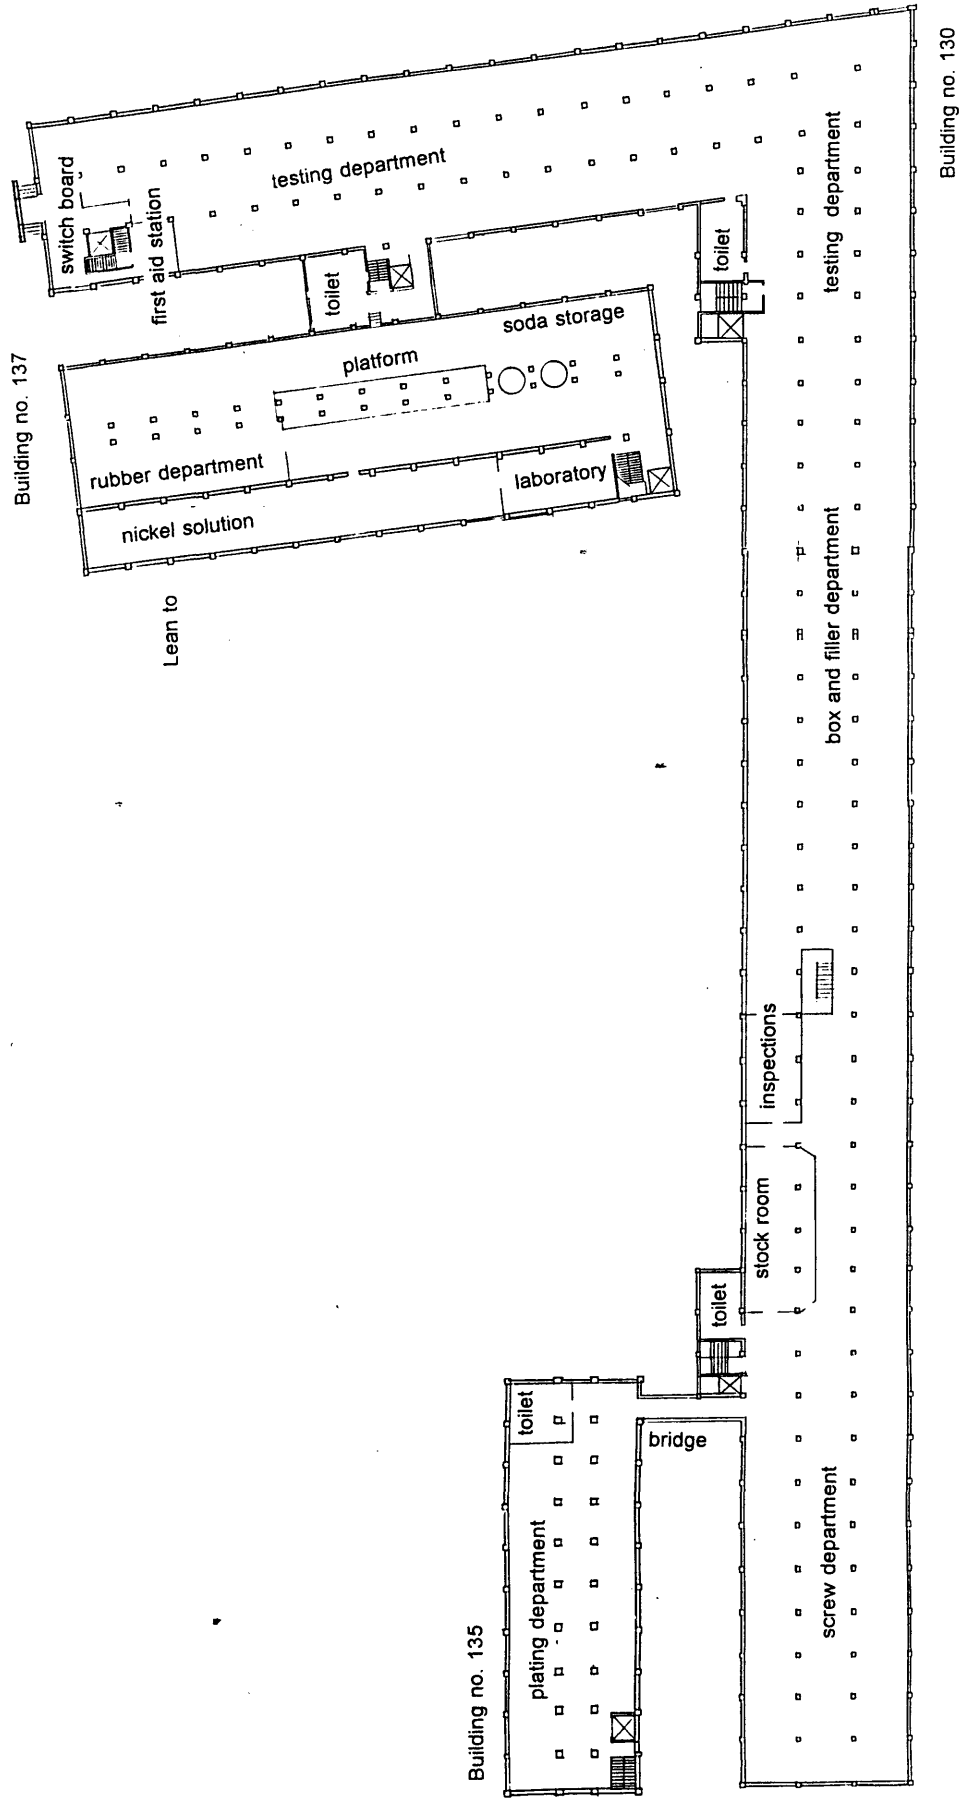 Building no. 130
Building no. 137
Building no. 135
switch board
first aid station
testing department
toilet
toilet
testing department
soda storage
platform
rubber department
nickel solution
laboratory
Lean to
box and filler department
inspections
stock room
toilet
toilet
bridge
plating department
screw department